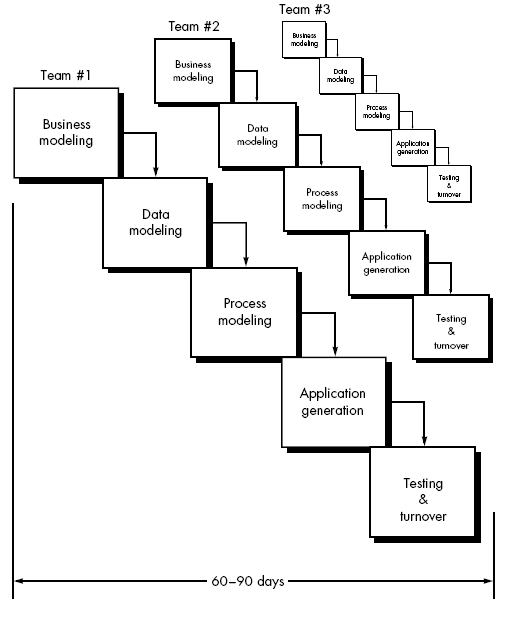 Team #1
Business
modeling
Data
modeling
Process
modeling
Application
generation
Testing
&
turnover
Team #2
Business
modeling
Data
modeling
Process
modeling
Application
generation
Testing
&
turnover
Team #3
Business
modeling
Data
modeling
Process
modeling
Application
generation
Testing
&
turnover
60–90 days